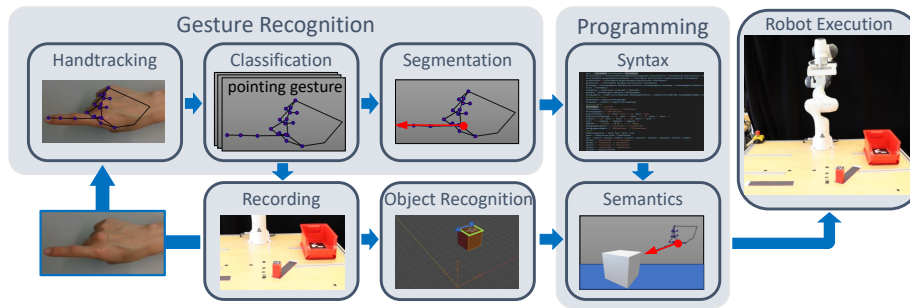 Gesture Recognition
Programming
Robot Execution
Handtracking
Classification
Segmentation
Syntax
pointing gesture
Recording
Object Recognition
Semantics